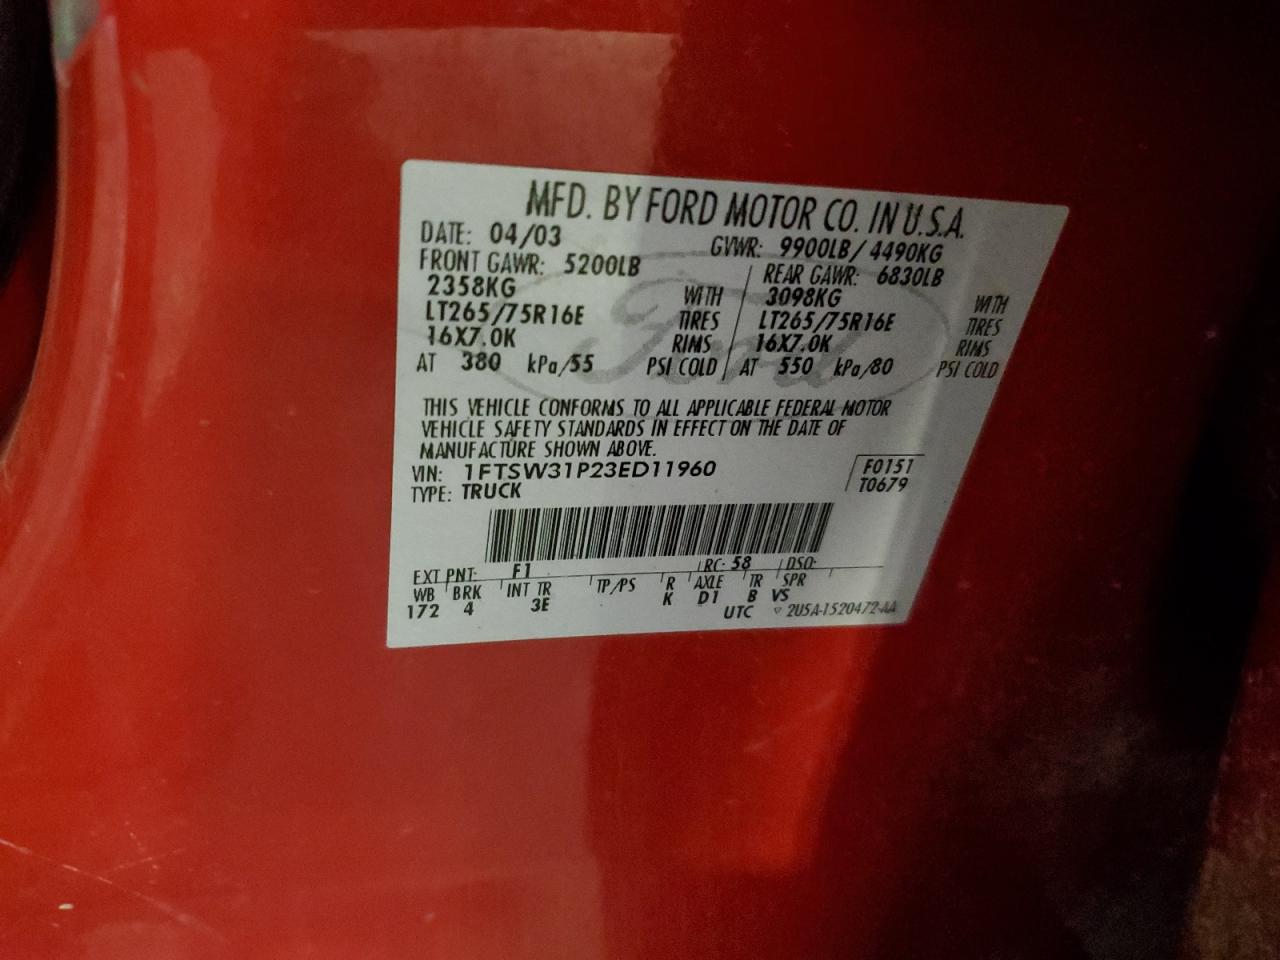 MFD. BY FORD MOTOR CO. IN U.S.A.
DATE: 04/03 GVWR: 9900LB/ 4490KG
FRONT GAWR: 5200LB REAR GAWR: 6830LB
2358KG WITH 3098KG WITH
LT265/75R16E TIRES LT265/75R16E TIRES
16X7.0K RIMS 16X7.0K RIMS
AT 380 kPa/55 PSI COLD AT 550 kPa/80 PSI COLD
Ford
THIS VEHICLE CONFORMS TO ALL APPLICABLE FEDERAL MOTOR
VEHICLE SAFETY STANDARDS IN EFFECT ON THE DATE OF
MANUFACTURE SHOWN ABOVE.
VIN: 1FTSW31P23ED11960 F0151
TYPE: TRUCK T0679
EXT PNT: F1 RC: 58 DSO:
WB BRK INT TR TP/PS R AXLE TR SPR
172 4 3E K D1 B VS
UTC ▽ 2U5A-1520472-AA